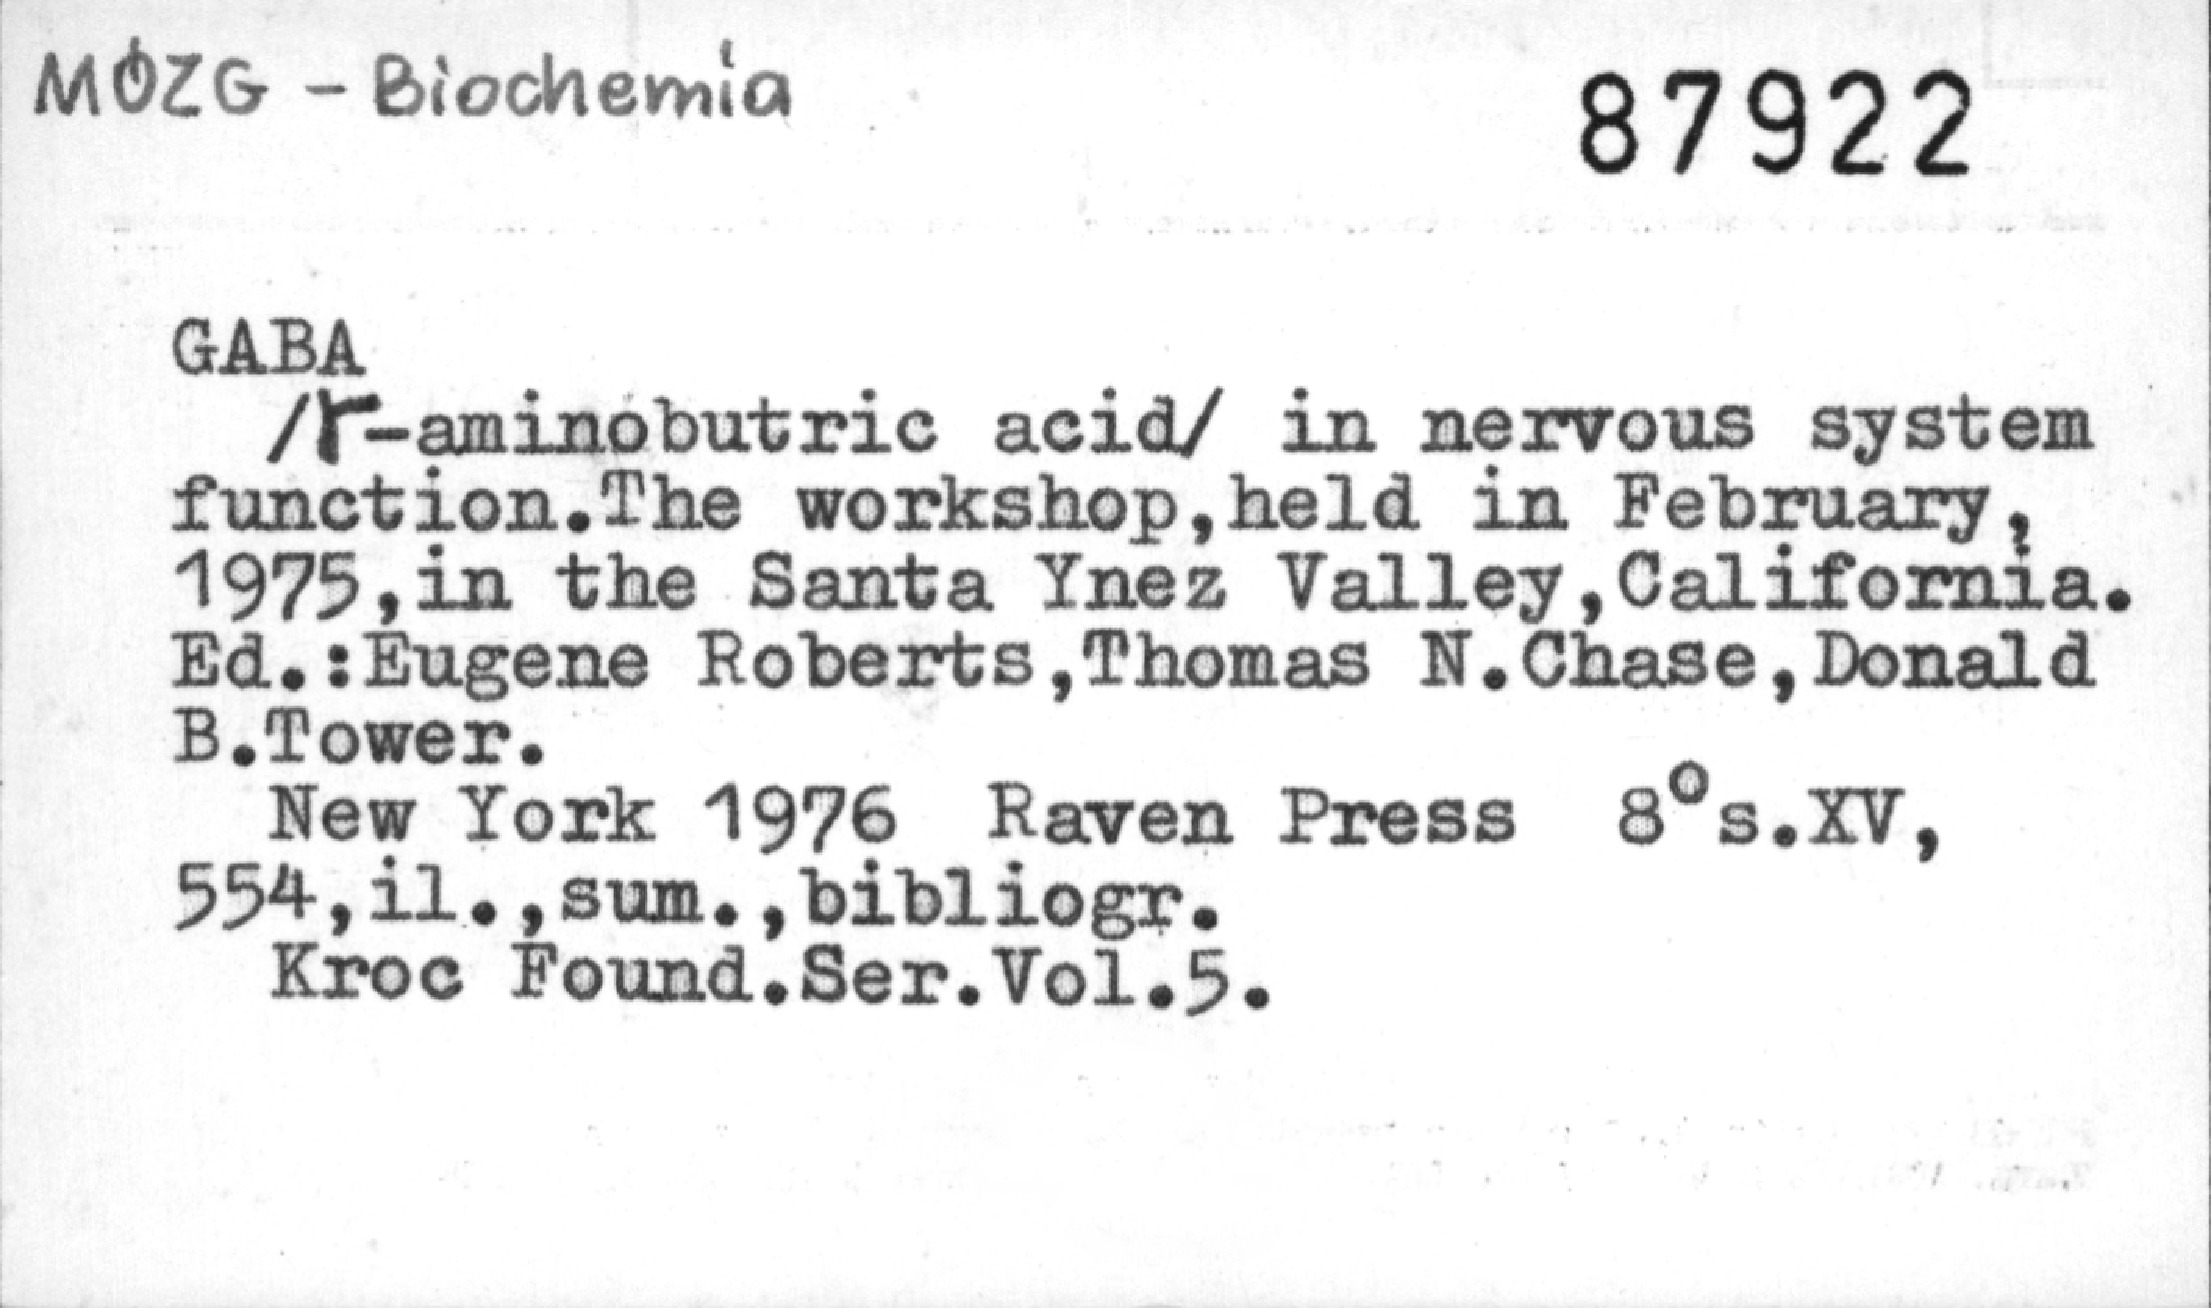 MÓZG - Biochemia
87922
GABA
/γ-aminobutric acid/ in nervous system
function.The workshop,held in February,
1975,in the Santa Ynez Valley,California.
Ed.:Eugene Roberts,Thomas N.Chase,Donald
B.Tower.
New York 1976 Raven Press 8°s.XV,
554,il.,sum.,bibliogr.
Kroc Found.Ser.Vol.5.